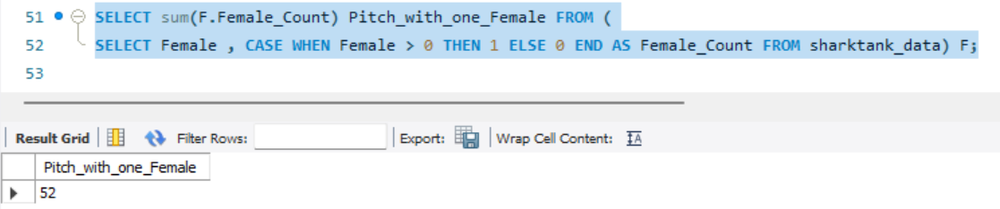 51 SELECT sum(F.Female_Count) Pitch_with_one_Female FROM (
52 SELECT Female , CASE WHEN Female > 0 THEN 1 ELSE 0 END AS Female_Count FROM sharktank_data) F;
53
Result Grid Filter Rows: Export: Wrap Cell Content: IA
Pitch_with_one_Female
52